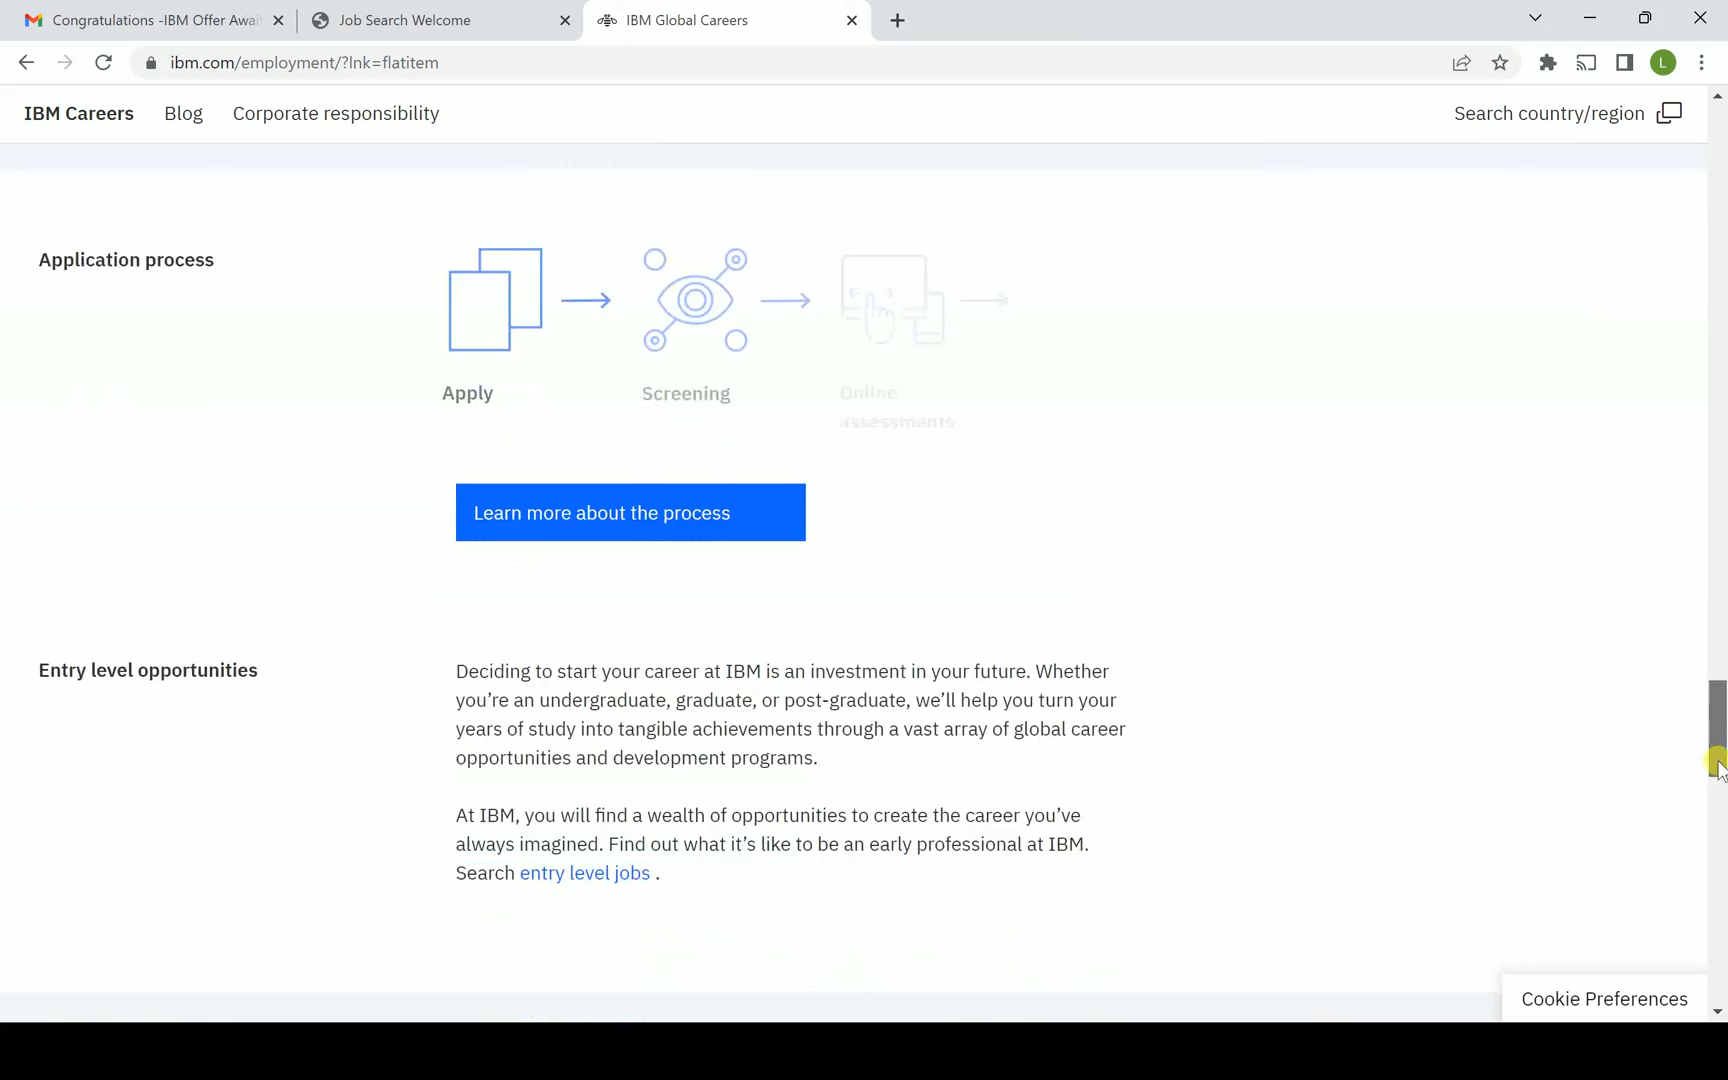 Congratulations -IBM Offer Await
Job Search Welcome
IBM Global Careers
ibm.com/employment/?lnk=flatitem
L
IBM Careers
Blog
Corporate responsibility
Search country/region
Application process
Apply
Screening
Online
assessments
Learn more about the process
Entry level opportunities
Deciding to start your career at IBM is an investment in your future. Whether
you’re an undergraduate, graduate, or post-graduate, we’ll help you turn your
years of study into tangible achievements through a vast array of global career
opportunities and development programs.
At IBM, you will find a wealth of opportunities to create the career you’ve
always imagined. Find out what it’s like to be an early professional at IBM.
Search entry level jobs .
Cookie Preferences